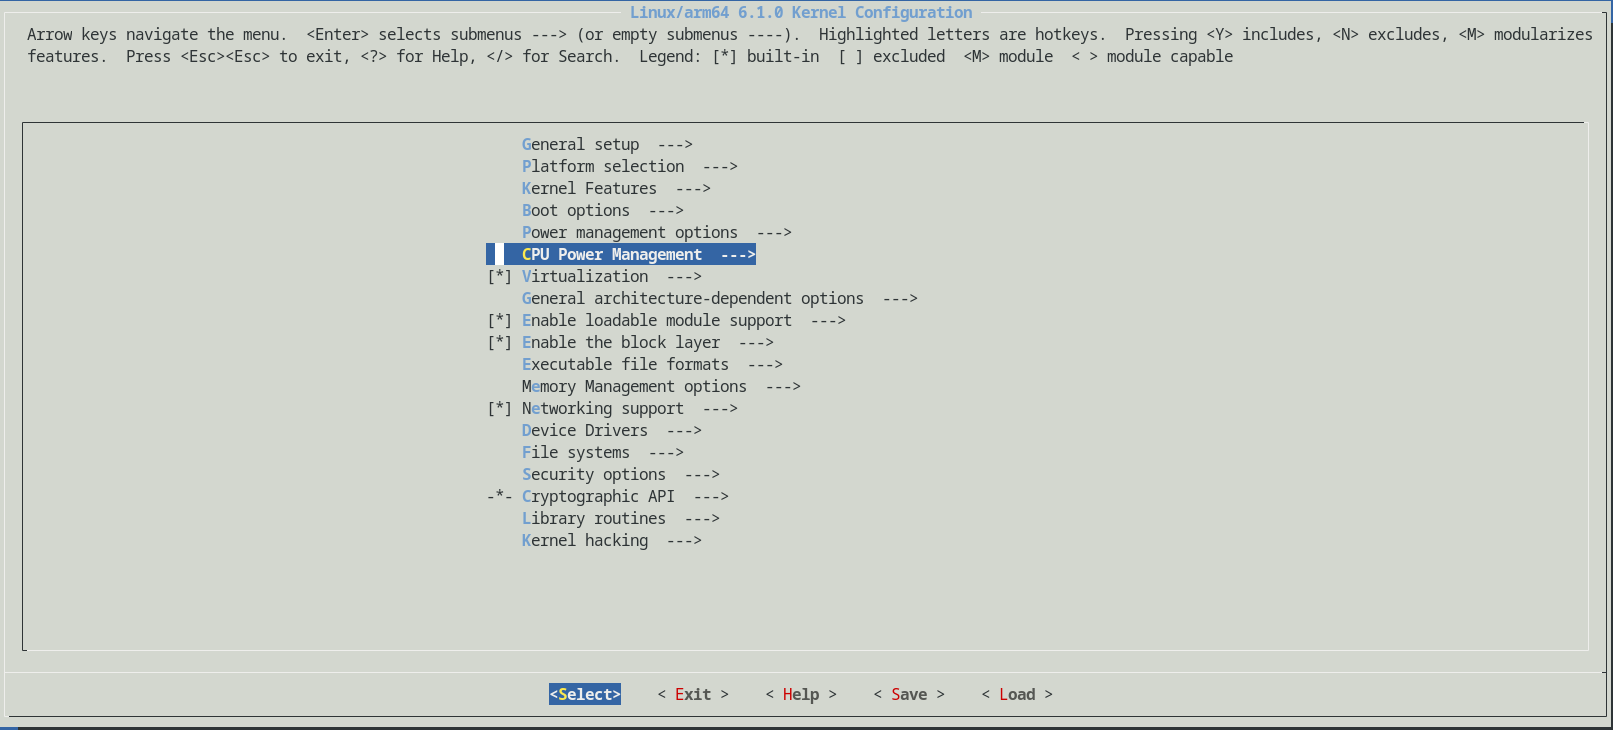 Linux/arm64 6.1.0 Kernel Configuration
Arrow keys navigate the menu.  <Enter> selects submenus ---> (or empty submenus ----).  Highlighted letters are hotkeys.  Pressing <Y> includes, <N> excludes, <M> modularizes
features.  Press <Esc><Esc> to exit, <?> for Help, </> for Search.  Legend: [*] built-in  [ ] excluded  <M> module  < > module capable
General setup  --->
Platform selection  --->
Kernel Features  --->
Boot options  --->
Power management options  --->
CPU Power Management  --->
[*] Virtualization  --->
General architecture-dependent options  --->
[*] Enable loadable module support  --->
[*] Enable the block layer  --->
Executable file formats  --->
Memory Management options  --->
[*] Networking support  --->
Device Drivers  --->
File systems  --->
Security options  --->
-*- Cryptographic API  --->
Library routines  --->
Kernel hacking  --->
<Select>    < Exit >    < Help >    < Save >    < Load >